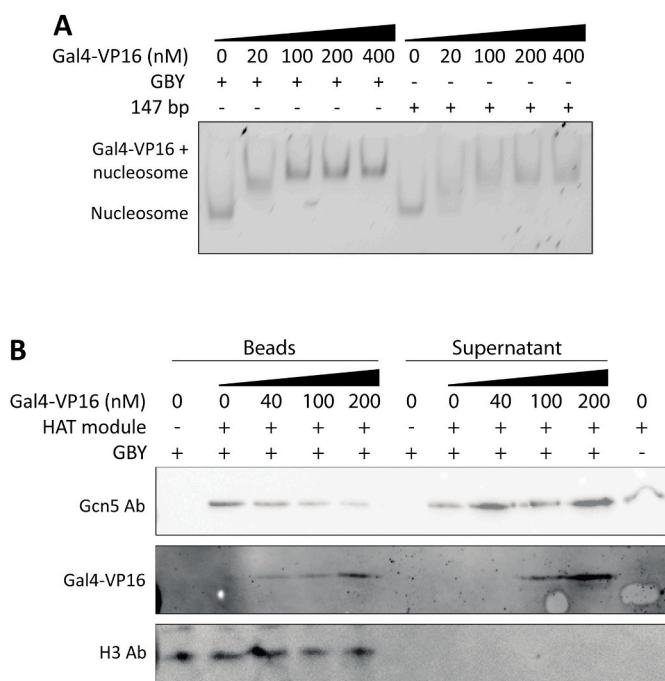 A
Gal4-VP16 (nM) 0 20 100 200 400 0 20 100 200 400
GBY + + + + + - - - - -
147 bp - - - - - + + + + +
Gal4-VP16 +
nucleosome
Nucleosome
B
Beads Supernatant
Gal4-VP16 (nM) 0 0 40 100 200 0 0 40 100 200 0
HAT module - + + + + - + + + + +
GBY + + + + + + + + + + -
Gcn5 Ab
Gal4-VP16
H3 Ab